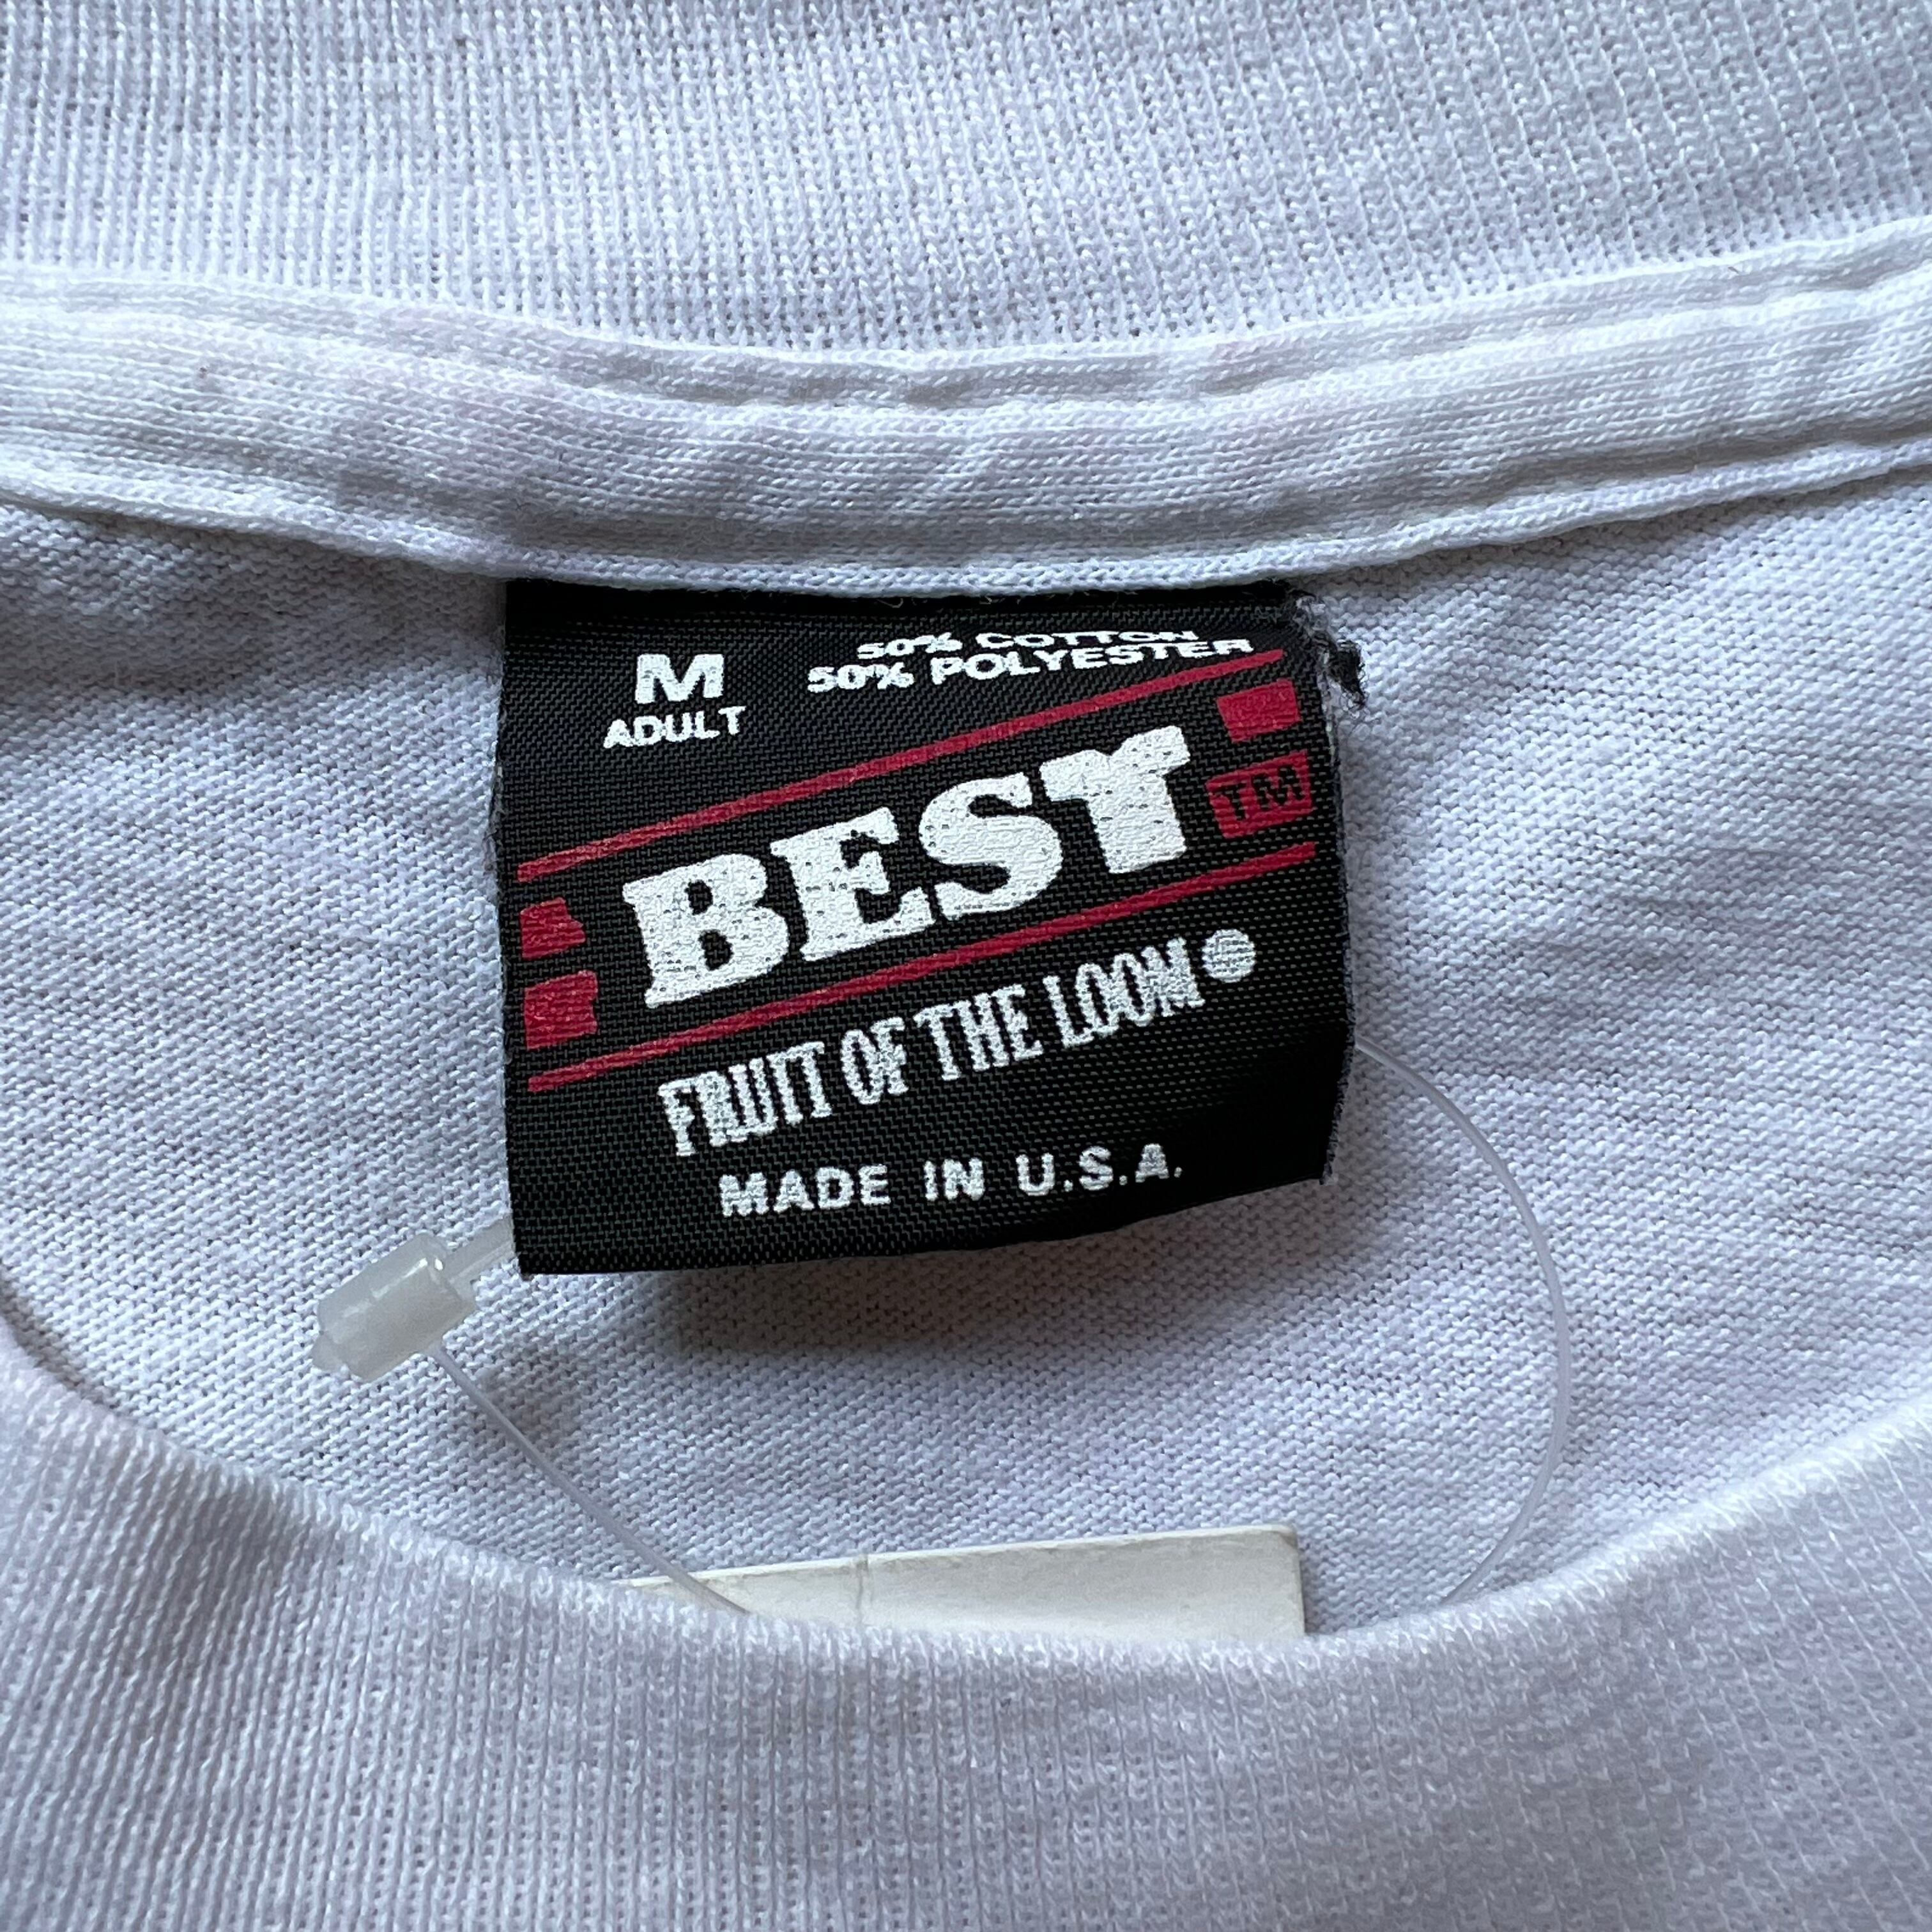 M
ADULT
50% COTTON
50% POLYESTER
BEST
TM
FRUIT OF THE LOOM
MADE IN U.S.A.